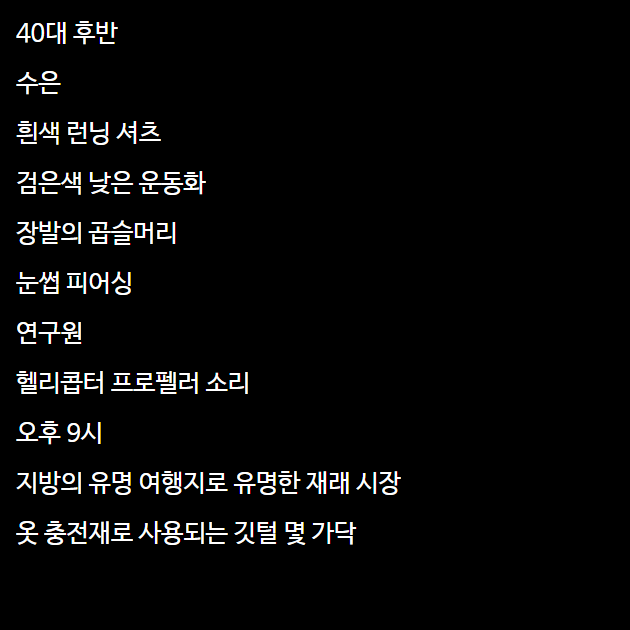 40대 후반
수은
흰색 런닝 셔츠
검은색 낮은 운동화
장발의 곱슬머리
눈썹 피어싱
연구원
헬리콥터 프로펠러 소리
오후 9시
지방의 유명 여행지로 유명한 재래 시장
옷 충전재로 사용되는 깃털 몇 가닥